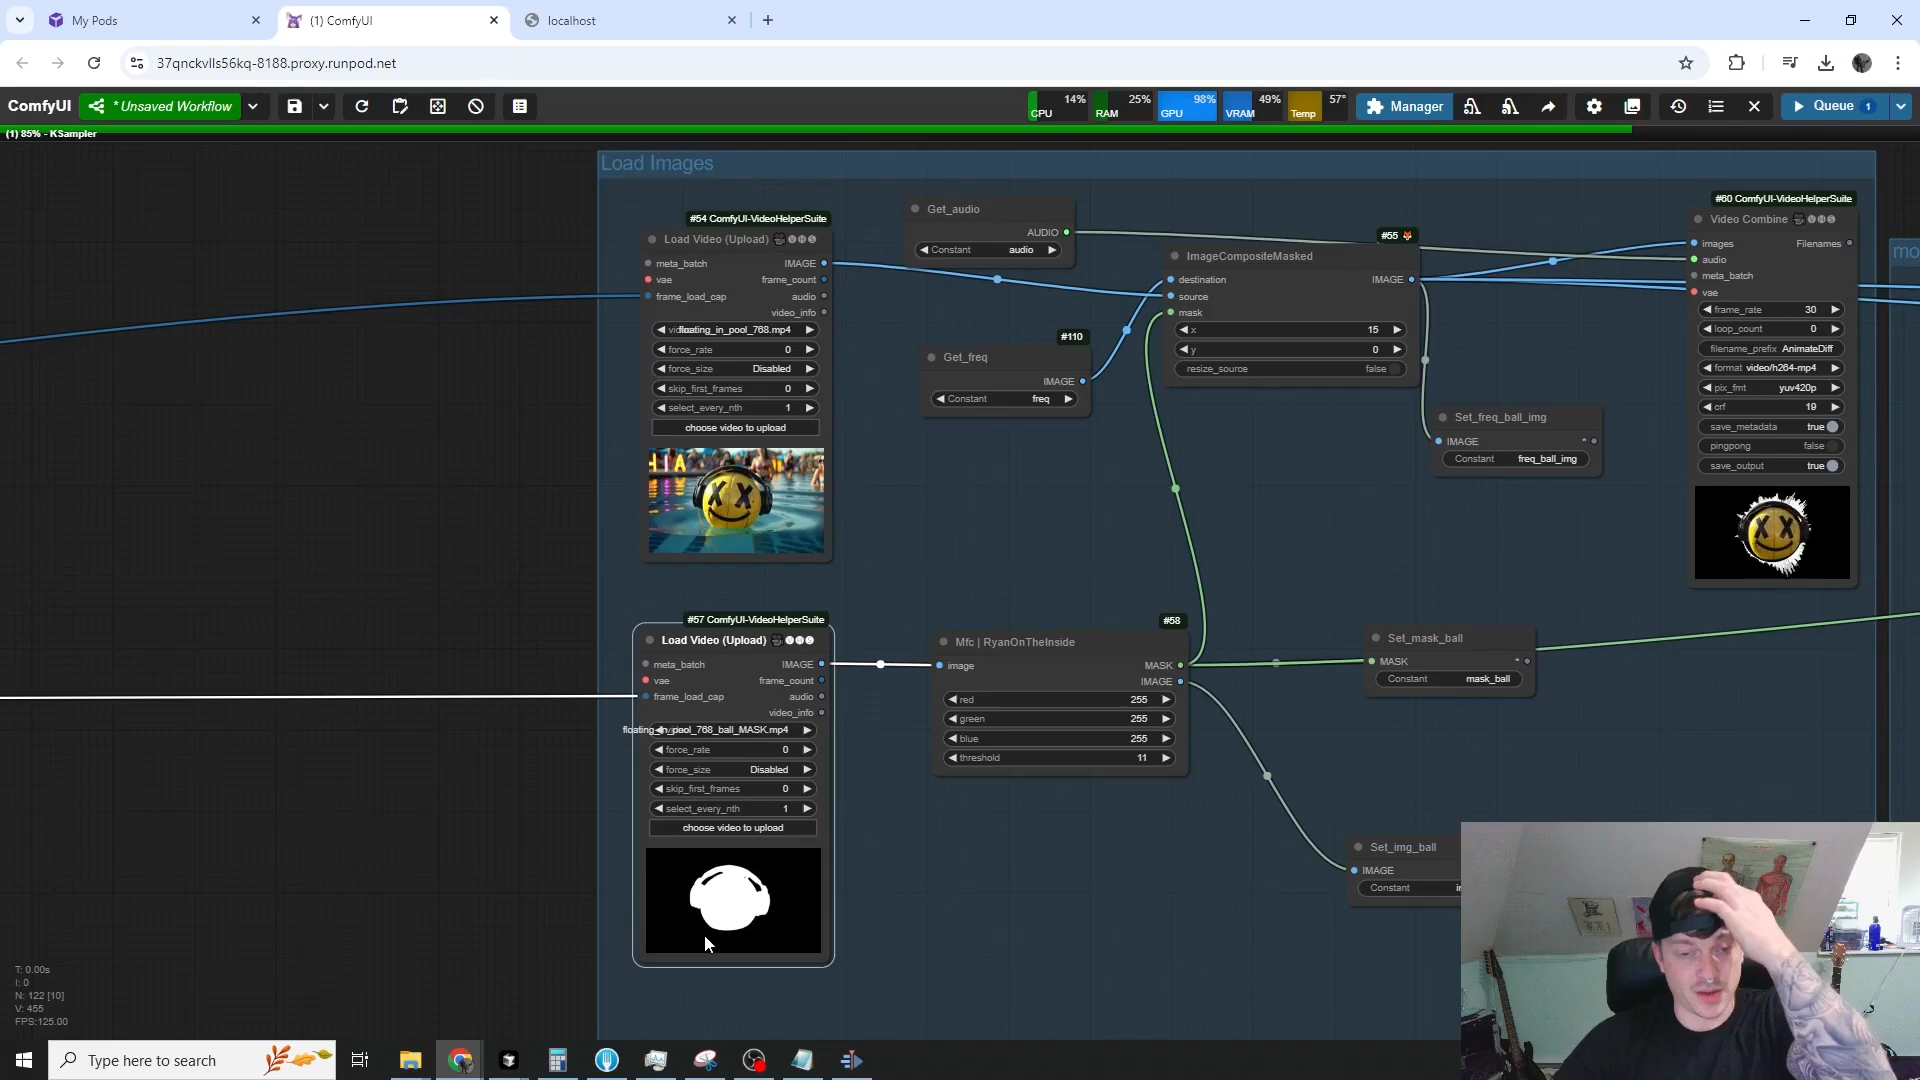 My Pods
(1) ComfyUI
localhost
37qnckvlls56kq-8188.proxy.runpod.net
ComfyUI
* Unsaved Workflow
CPU 14%
RAM 25%
GPU 98%
VRAM 49%
Temp 57°
Manager
Queue 1
(1) 85% - KSampler
Load Images
#54 ComfyUI-VideoHelperSuite
Load Video (Upload)
meta_batch IMAGE
vae frame_count
frame_load_cap audio
video_info
floating_in_pool_768.mp4
force_rate 0
force_size Disabled
skip_first_frames 0
select_every_nth 1
choose video to upload
Get_audio
AUDIO
Constant audio
#110
Get_freq
IMAGE
Constant freq
#55
ImageCompositeMasked
destination IMAGE
source
mask
x 15
y 0
resize_source false
Set_freq_ball_img
IMAGE *
Constant freq_ball_img
#60 ComfyUI-VideoHelperSuite
Video Combine
images Filenames
audio
meta_batch
vae
frame_rate 30
loop_count 0
filename_prefix AnimateDiff
format video/h264-mp4
pix_fmt yuv420p
crf 19
save_metadata true
pingpong false
save_output true
mo
#57 ComfyUI-VideoHelperSuite
Load Video (Upload)
meta_batch IMAGE
vae frame_count
frame_load_cap audio
video_info
floating_in_pool_768_ball_MASK.mp4
force_rate 0
force_size Disabled
skip_first_frames 0
select_every_nth 1
choose video to upload
#58
Mfc | RyanOnTheInside
image MASK
IMAGE
red 255
green 255
blue 255
threshold 11
Set_mask_ball
MASK *
Constant mask_ball
Set_img_ball
IMAGE
Constant
T: 0.00s
I: 0
N: 122 [10]
V: 455
FPS:125.00
Type here to search